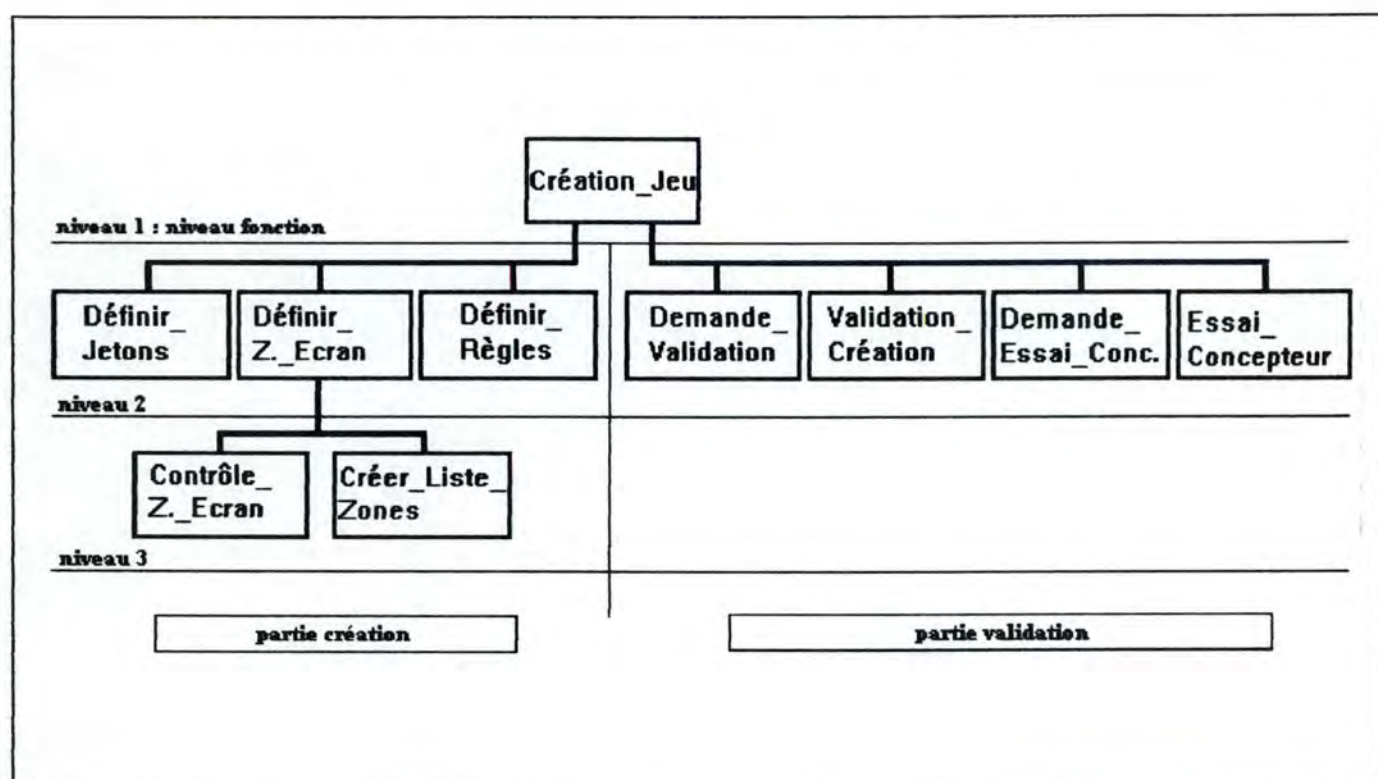 Création_Jeu
niveau 1 : niveau fonction
Définir_
Jetons
Définir_
Z._Ecran
Définir_
Règles
Demande_
Validation
Validation_
Création
Demande_
Essai_Conc.
Essai_
Concepteur
niveau 2
Contrôle_
Z._Ecran
Créer_Liste_
Zones
niveau 3
partie création
partie validation